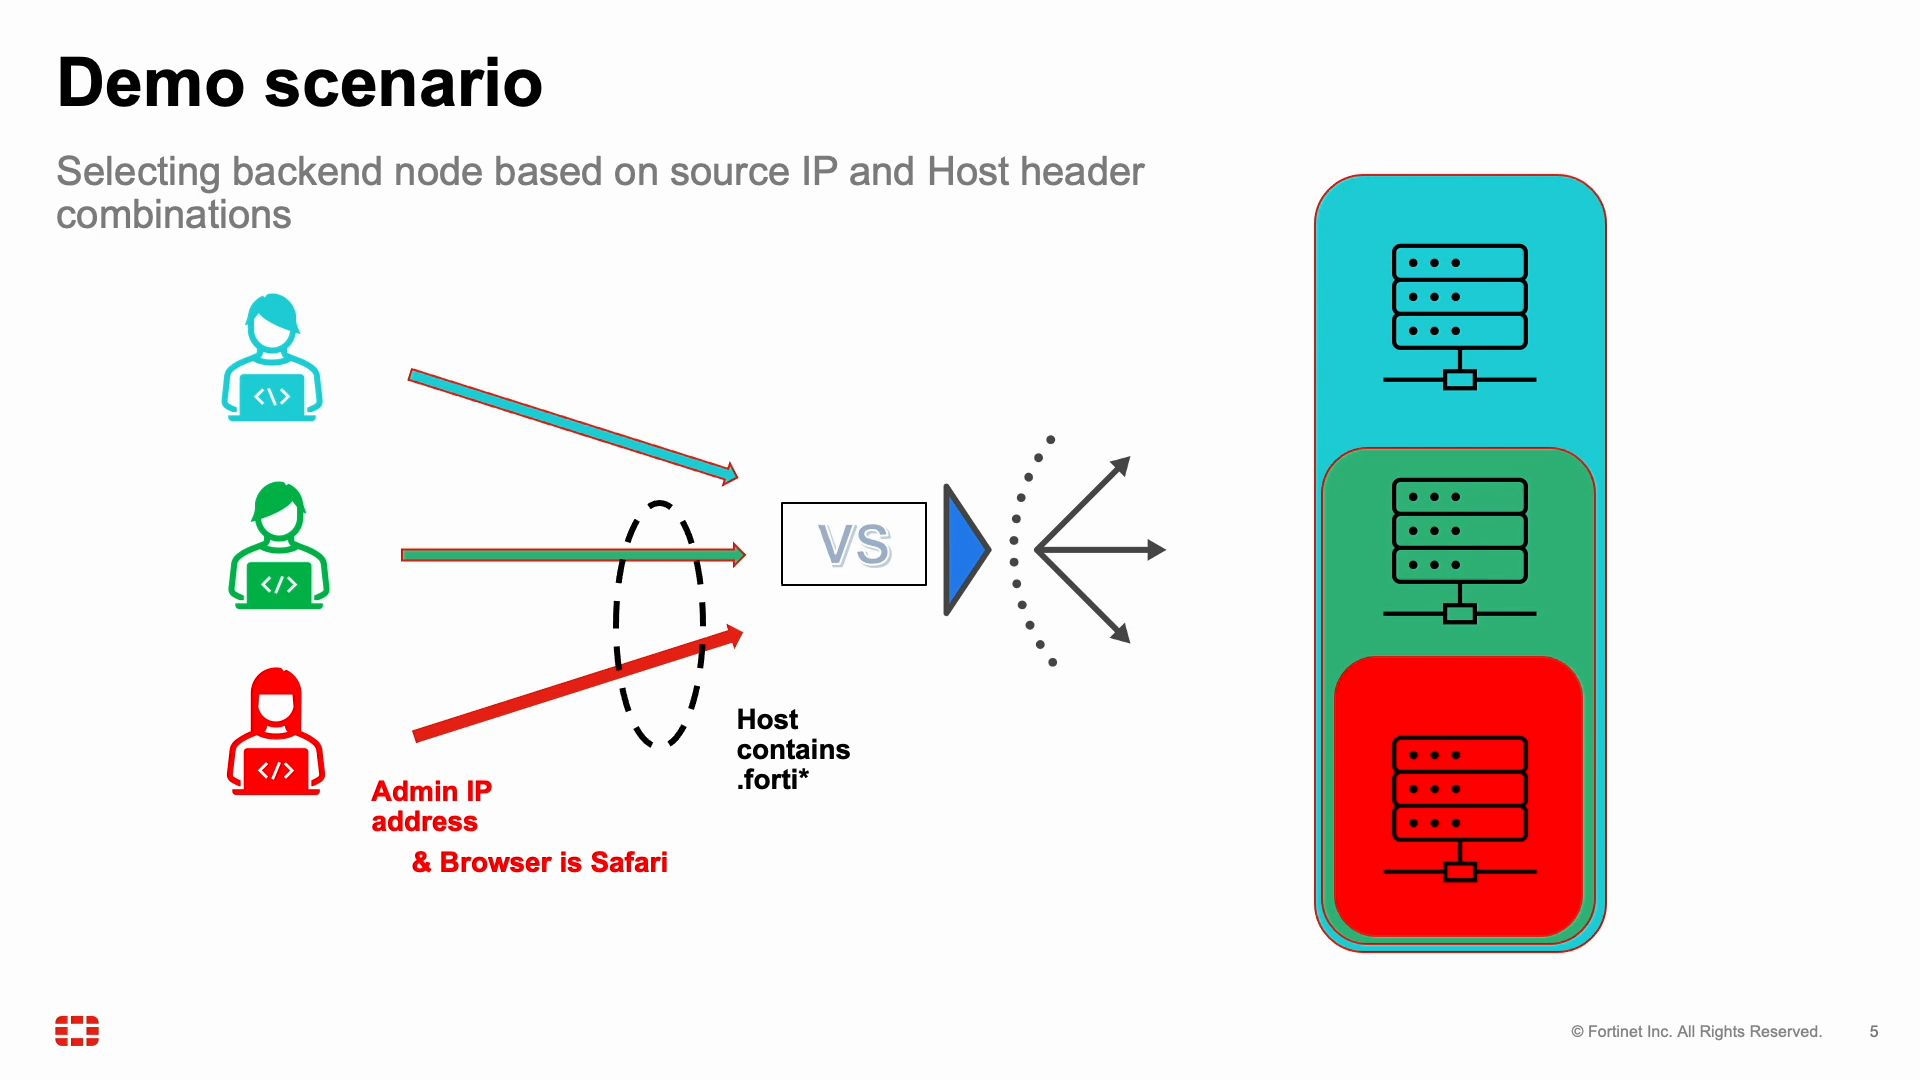 Demo scenario
Selecting backend node based on source IP and Host header
combinations
<\>
VS
</>
Host
contains
.forti*
</>
Admin IP
address
& Browser is Safari
© Fortinet Inc. All Rights Reserved.
5